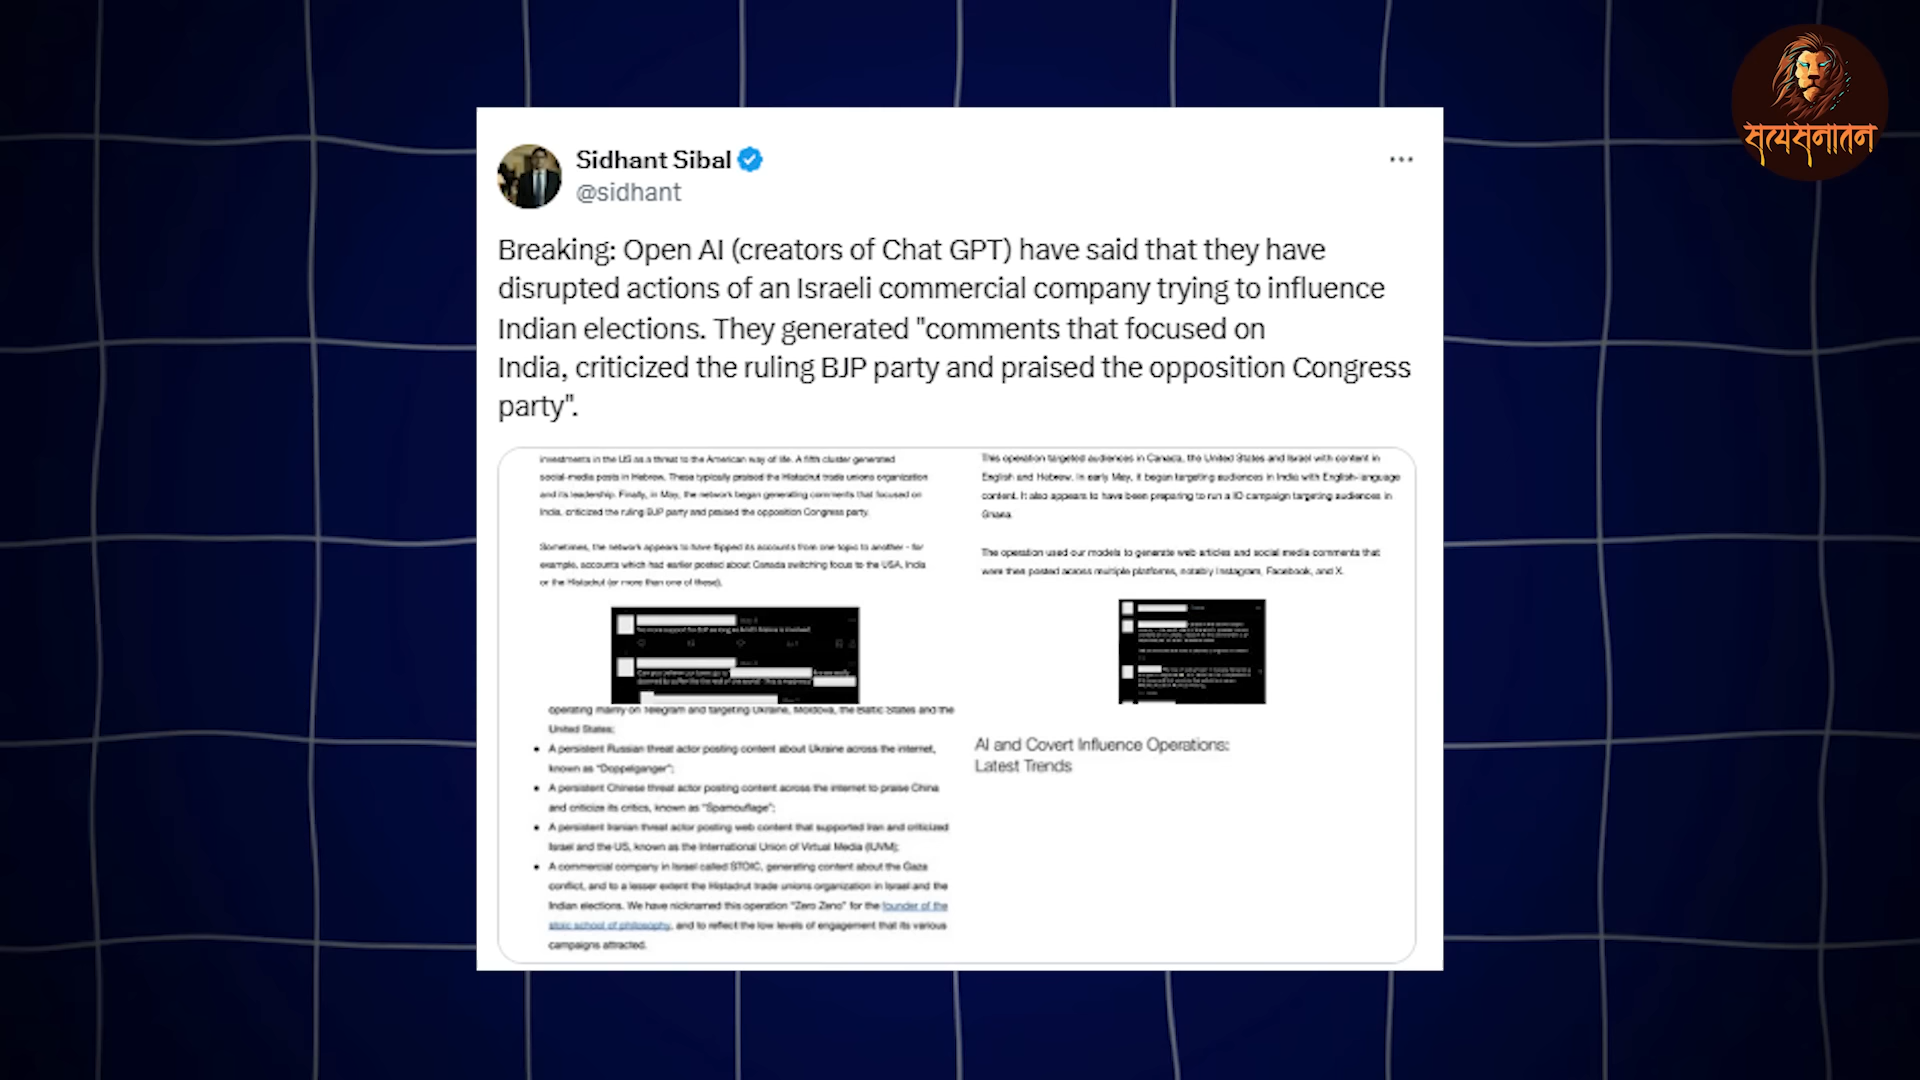 सत्यसनातन
Sidhant Sibal
@sidhant
Breaking: Open AI (creators of Chat GPT) have said that they have
disrupted actions of an Israeli commercial company trying to influence
Indian elections. They generated "comments that focused on
India, criticized the ruling BJP party and praised the opposition Congress
party".
investments in the US as a threat to the American way of life. A fifth cluster generated
social media posts in Hebrew. These typically praised the Histadrut trade unions organization
and its leadership. Finally, in May, the network began generating comments that focused on
India, criticized the ruling BJP party and praised the opposition Congress party.
Sometimes, the network appears to have flipped its accounts from one topic to another - for
example, accounts which had earlier posted about Canada switching focus to the USA, India
or the Histadrut (or more than one of these).
This operation targeted audiences in Canada, the United States and Israel with content in
English and Hebrew. In early May, it began targeting audiences in India with English-language
content. It also appears to have been preparing to run a IO campaign targeting audiences in
Ghana.
The operation used our models to generate web articles and social media comments that
were then posted across multiple platforms, notably Instagram, Facebook, and X.
operating mainly on Telegram and targeting Ukraine, Moldova, the Baltic States and the
United States;
• A persistent Russian threat actor posting content about Ukraine across the internet,
known as "Doppelganger";
• A persistent Chinese threat actor posting content across the internet to praise China
and criticize its critics, known as "Spamouflage";
• A persistent Iranian threat actor posting web content that supported Iran and criticized
Israel and the US, known as the International Union of Virtual Media (IUVM);
• A commercial company in Israel called STOIC, generating content about the Gaza
conflict, and to a lesser extent the Histadrut trade unions organization in Israel and the
Indian elections. We have nicknamed this operation "Zero Zeno" for the founder of the
stoic school of philosophy, and to reflect the low levels of engagement that its various
campaigns attracted.
AI and Covert Influence Operations:
Latest Trends